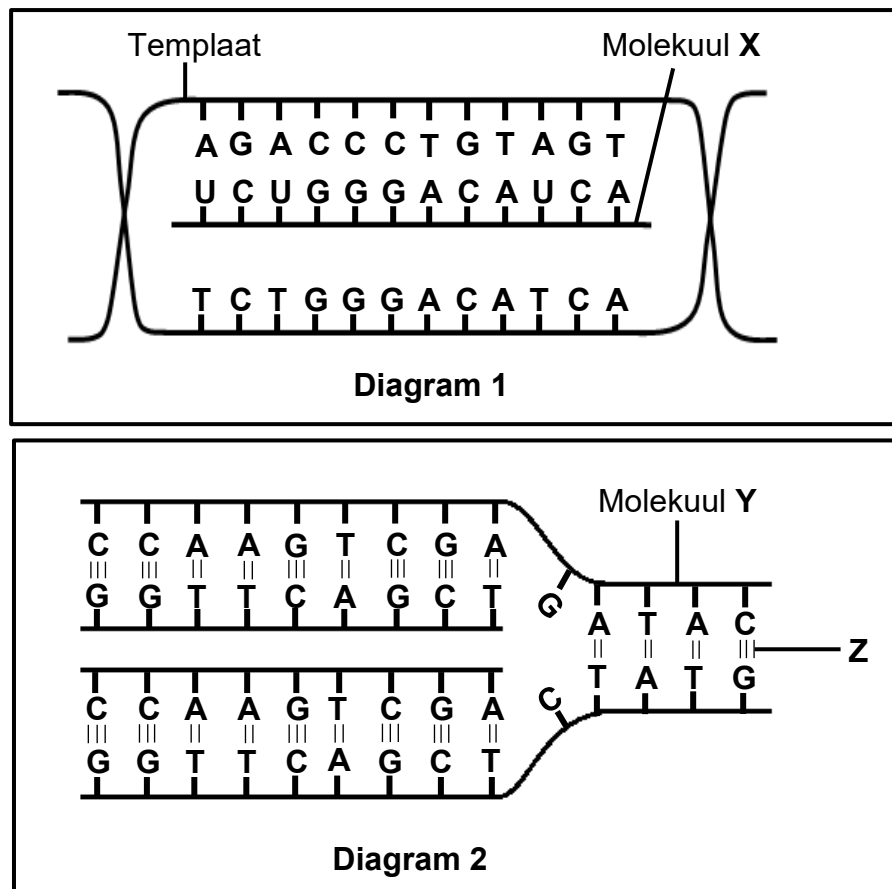 Templaat Molekuul X
A G A C C C T G T A G T
U C U G G G A C A U C A
T C T G G G A C A T C A
Diagram 1
Molekuul Y
C C A A G T C G A
G G T T C A G C T
G
A T A C
Z
T A T G
C
C C A A G T C G A
G G T T C A G C T
Diagram 2